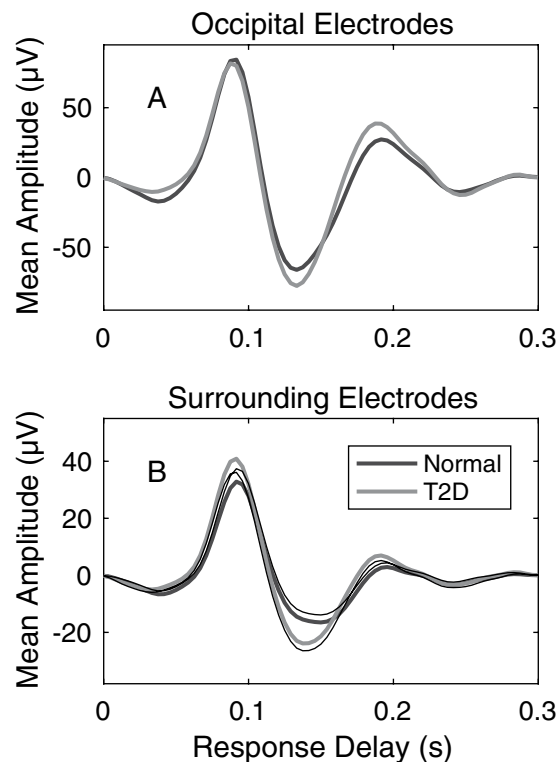 Occipital Electrodes
Mean Amplitude (µV)
A
50
0
-50
0
0.1
0.2
0.3
Surrounding Electrodes
Mean Amplitude (µV)
B
Normal
T2D
40
20
0
-20
0
0.1
0.2
0.3
Response Delay (s)